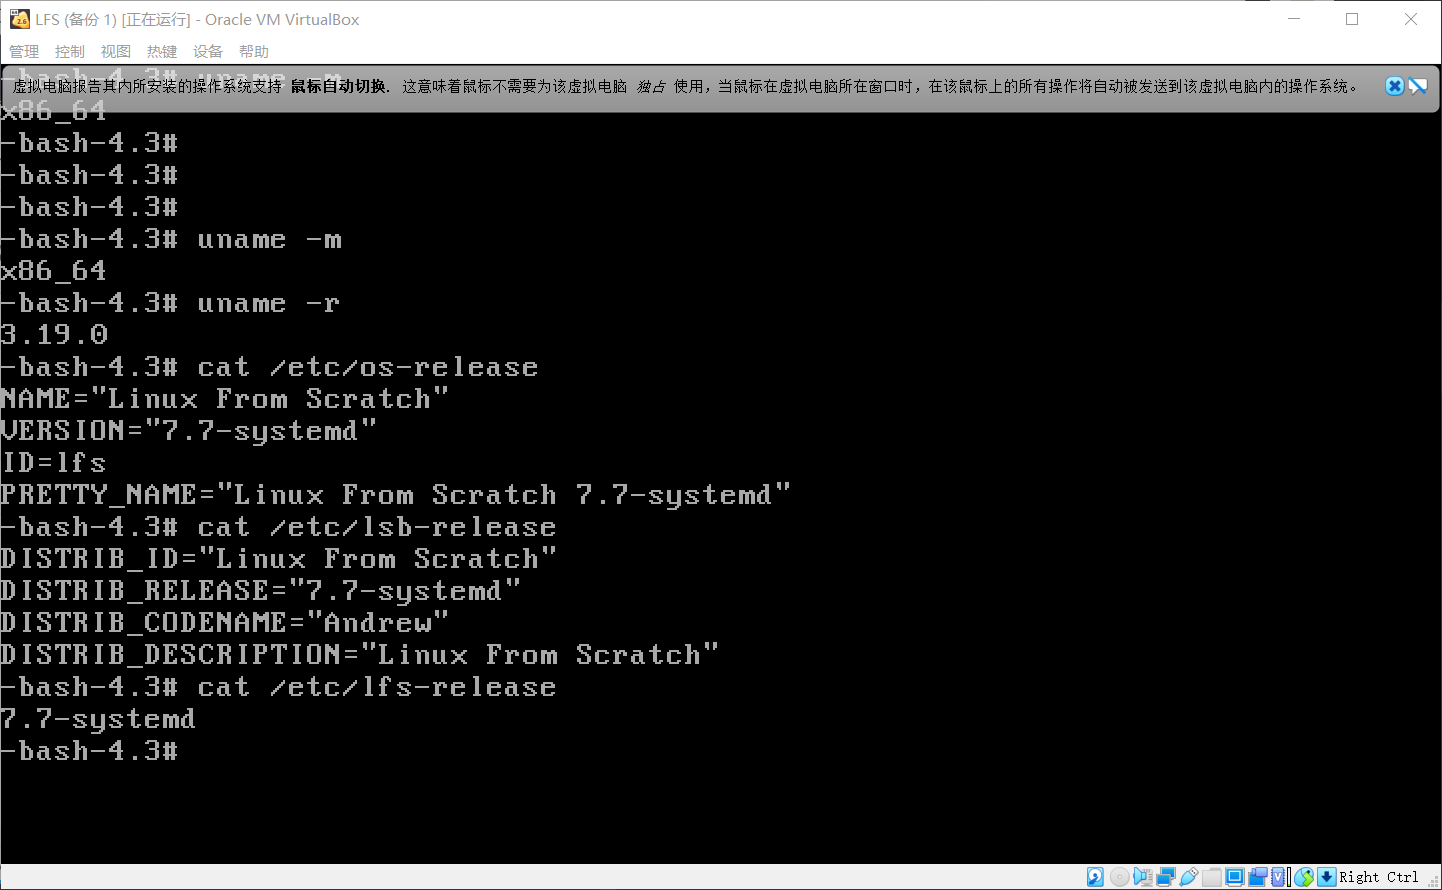 LFS (备份 1) [正在运行] - Oracle VM VirtualBox
管理 控制 视图 热键 设备 帮助
-bash-4.3# uname -m
虚拟电脑报告其内所安装的操作系统支持 鼠标自动切换. 这意味着鼠标不需要为该虚拟电脑 独占 使用，当鼠标在虚拟电脑所在窗口时，在该鼠标上的所有操作将自动被发送到该虚拟电脑内的操作系统。
x86_64
-bash-4.3#
-bash-4.3#
-bash-4.3#
-bash-4.3# uname -m
x86_64
-bash-4.3# uname -r
3.19.0
-bash-4.3# cat /etc/os-release
NAME="Linux From Scratch"
VERSION="7.7-systemd"
ID=lfs
PRETTY_NAME="Linux From Scratch 7.7-systemd"
-bash-4.3# cat /etc/lsb-release
DISTRIB_ID="Linux From Scratch"
DISTRIB_RELEASE="7.7-systemd"
DISTRIB_CODENAME="Andrew"
DISTRIB_DESCRIPTION="Linux From Scratch"
-bash-4.3# cat /etc/lfs-release
7.7-systemd
-bash-4.3#
Right Ctrl